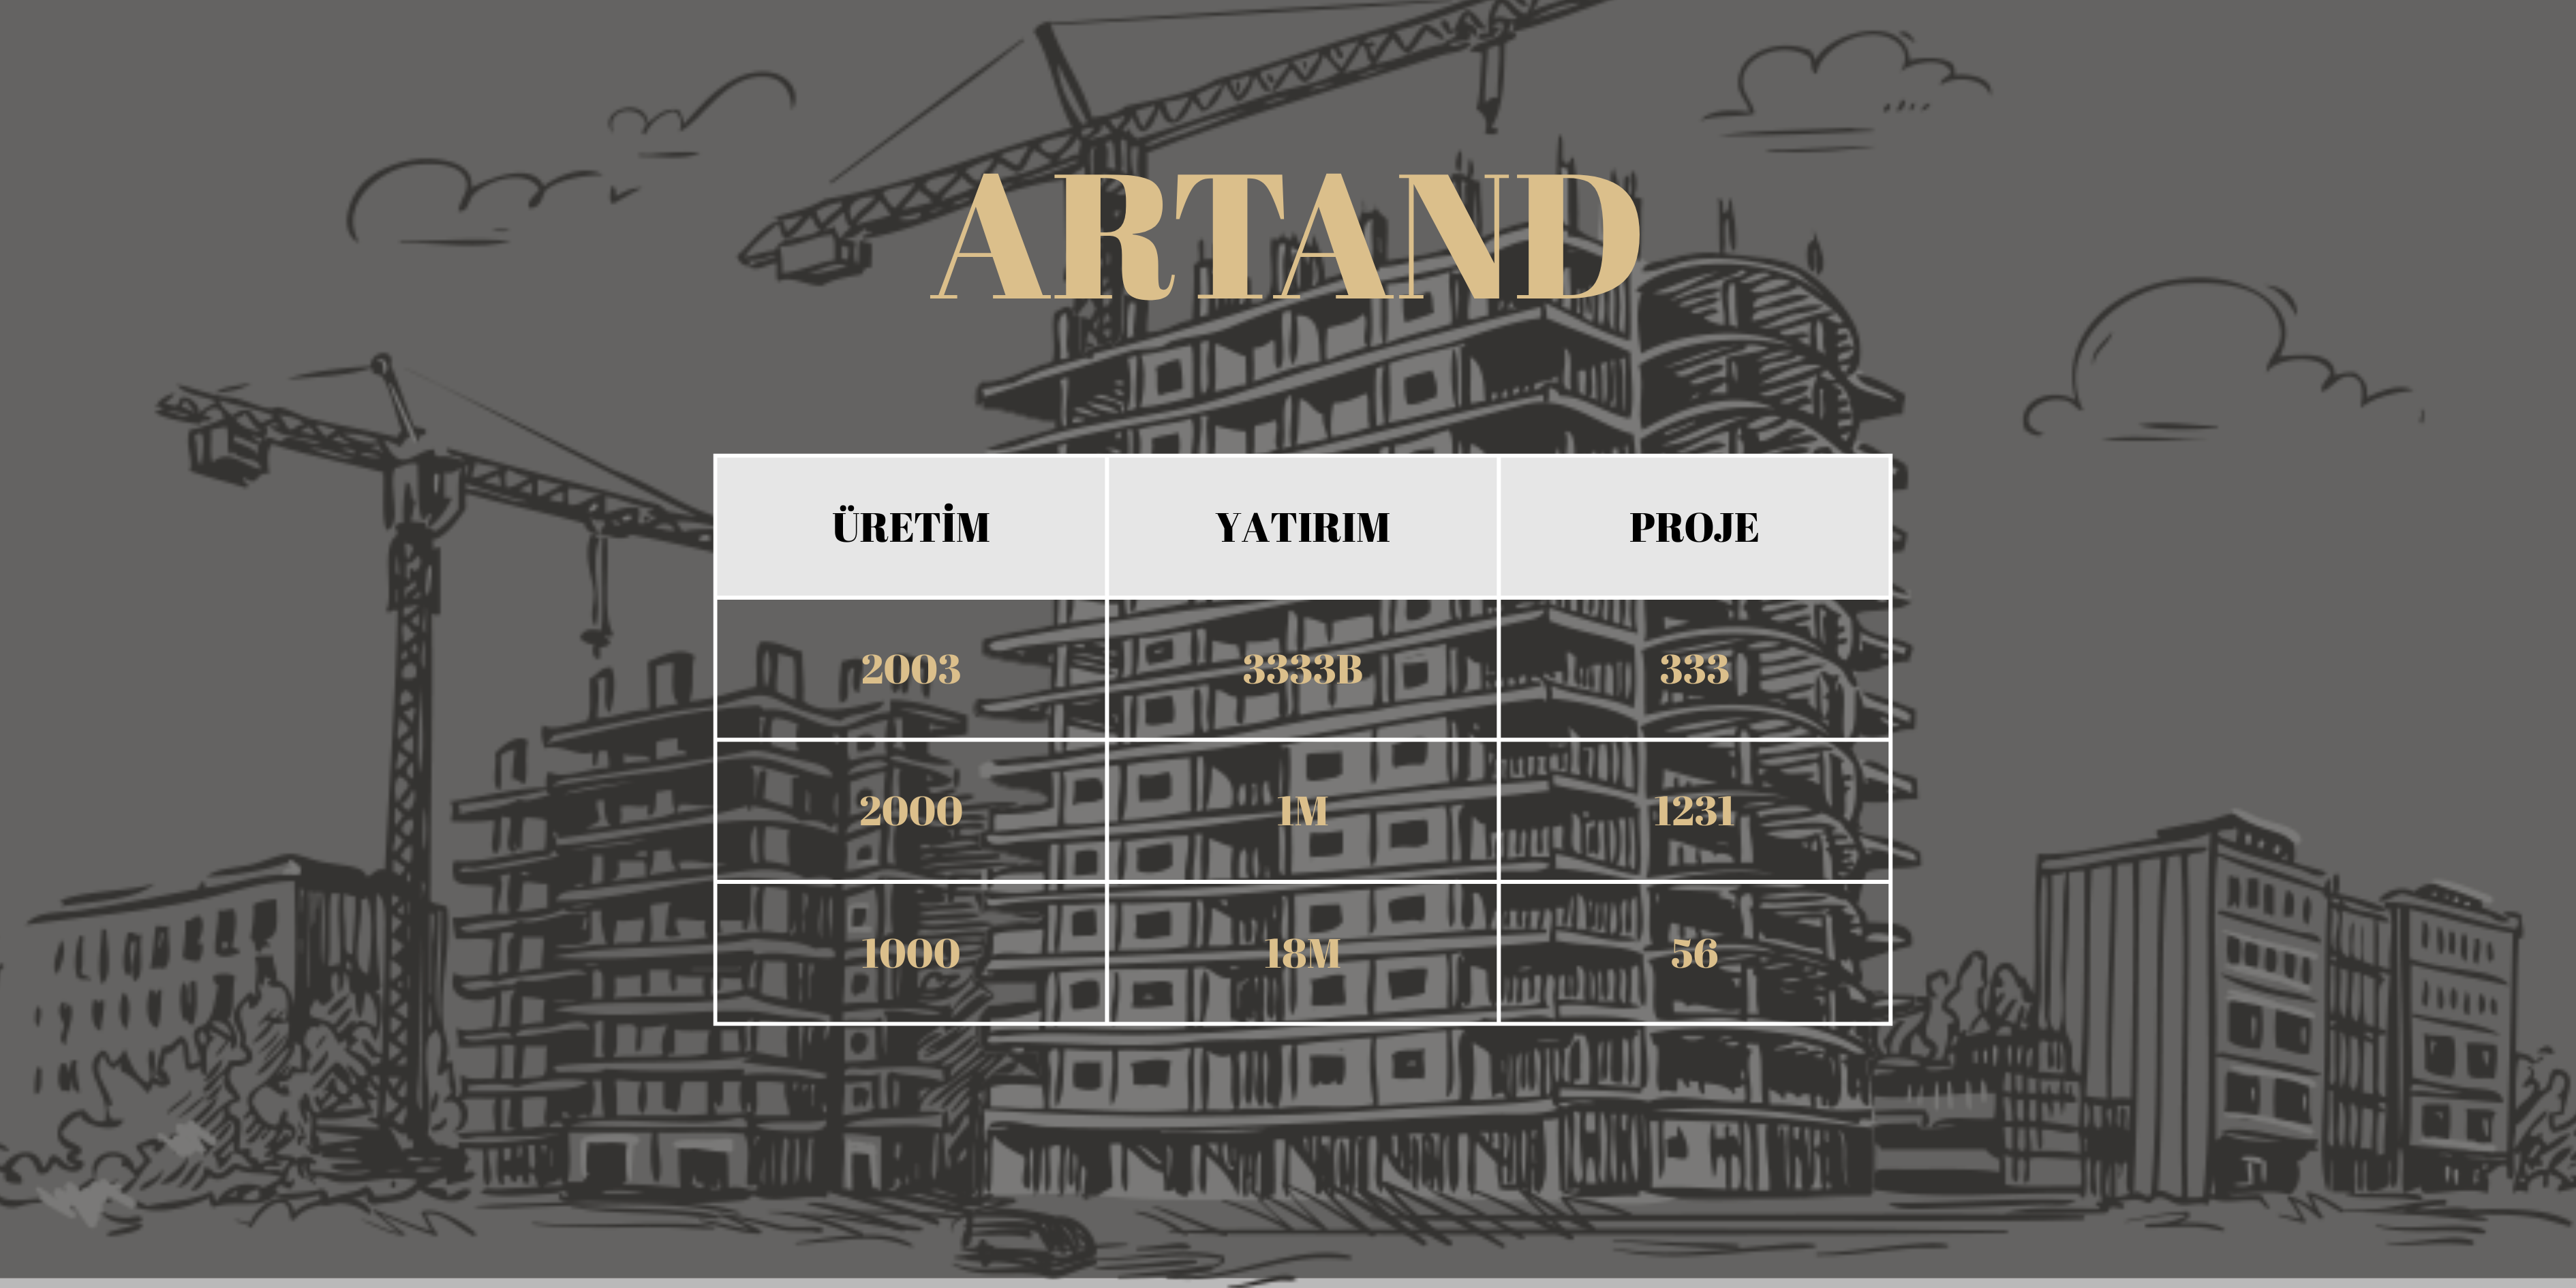 ARTAND
ÜRETİM YATIRIM PROJE
2003 3333B 333
2000 1M 1231
1000 18M 56